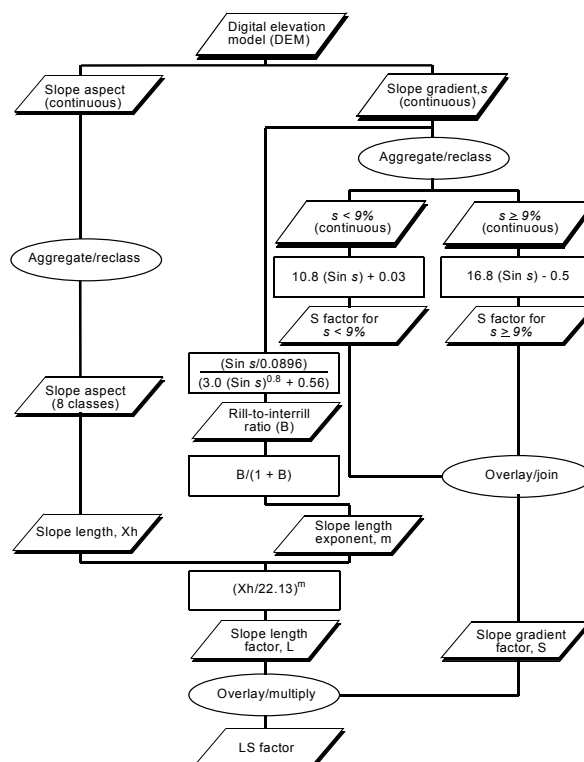 Digital elevation
model (DEM)
Slope aspect
(continuous)
Slope gradient,s
(continuous)
Aggregate/reclass
s < 9%
(continuous)
s ≥ 9%
(continuous)
Aggregate/reclass
10.8 (Sin s) + 0.03
16.8 (Sin s) - 0.5
S factor for
s < 9%
S factor for
s ≥ 9%
(Sin s/0.0896)
(3.0 (Sin s)^0.8 + 0.56)
Slope aspect
(8 classes)
Rill-to-interrill
ratio (B)
B/(1 + B)
Overlay/join
Slope length, Xh
Slope length
exponent, m
(Xh/22.13)^m
Slope length
factor, L
Slope gradient
factor, S
Overlay/multiply
LS factor